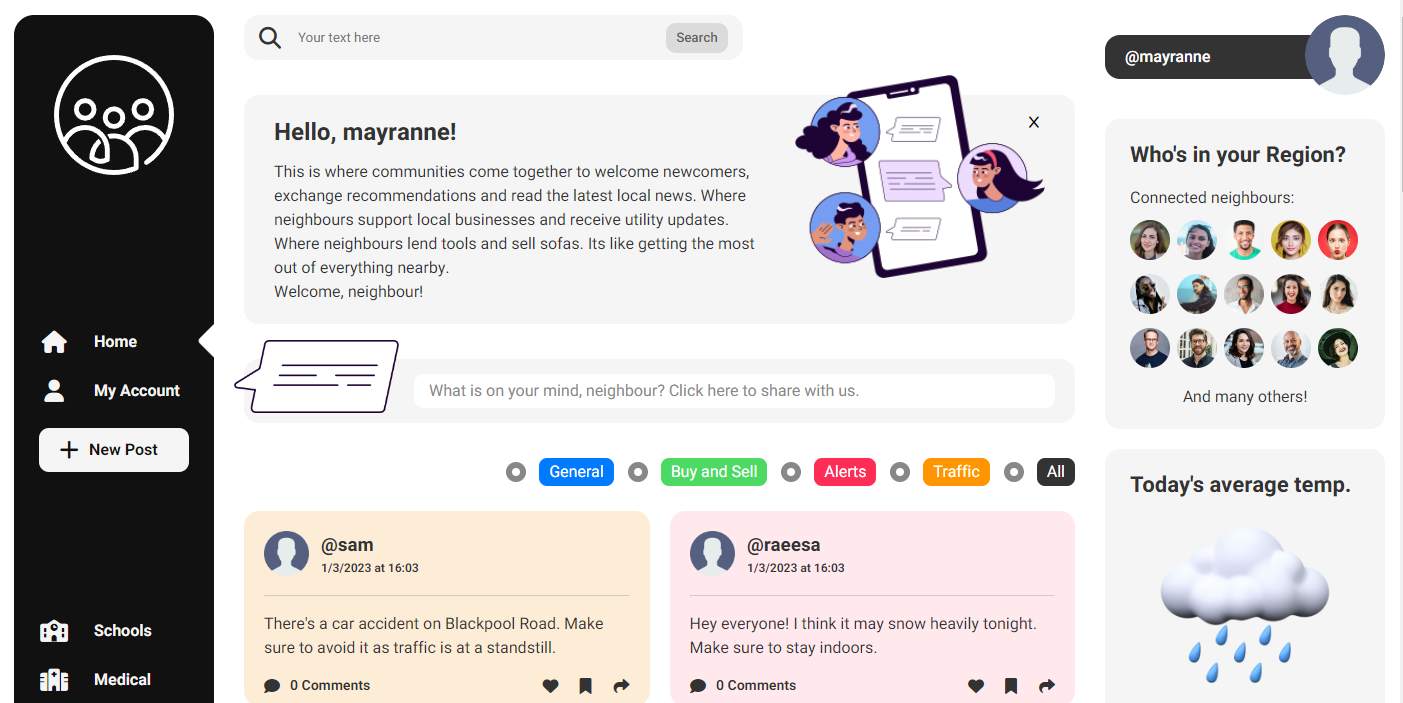 Your text here
Search
@mayranne
Hello, mayranne!
X
This is where communities come together to welcome newcomers,
exchange recommendations and read the latest local news. Where
neighbours support local businesses and receive utility updates.
Where neighbours lend tools and sell sofas. Its like getting the most
out of everything nearby.
Welcome, neighbour!
Who's in your Region?
Connected neighbours:
And many others!
Home
My Account
New Post
Schools
Medical
What is on your mind, neighbour? Click here to share with us.
General
Buy and Sell
Alerts
Traffic
All
Today's average temp.
@sam
1/3/2023 at 16:03
There's a car accident on Blackpool Road. Make
sure to avoid it as traffic is at a standstill.
0 Comments
@raeesa
1/3/2023 at 16:03
Hey everyone! I think it may snow heavily tonight.
Make sure to stay indoors.
0 Comments